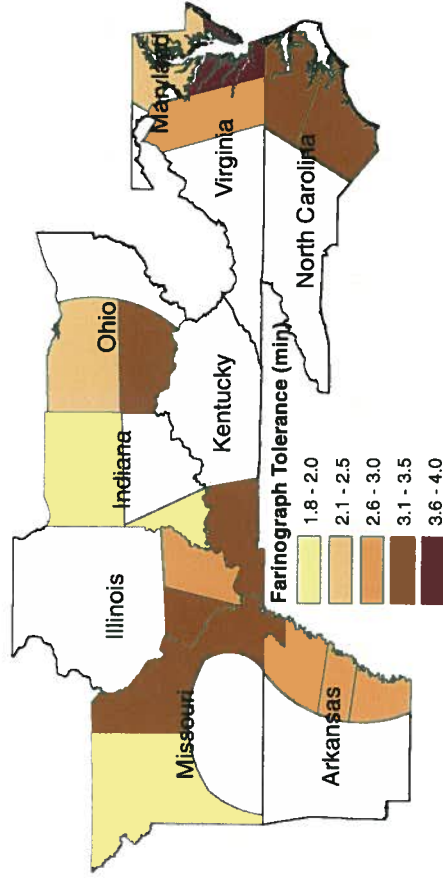 Maryland
Virginia
North Carolina
Ohio
Indiana
Kentucky
Illinois
Missouri
Arkansas
Farinograph Tolerance (min)
1.8 - 2.0
2.1 - 2.5
2.6 - 3.0
3.1 - 3.5
3.6 - 4.0